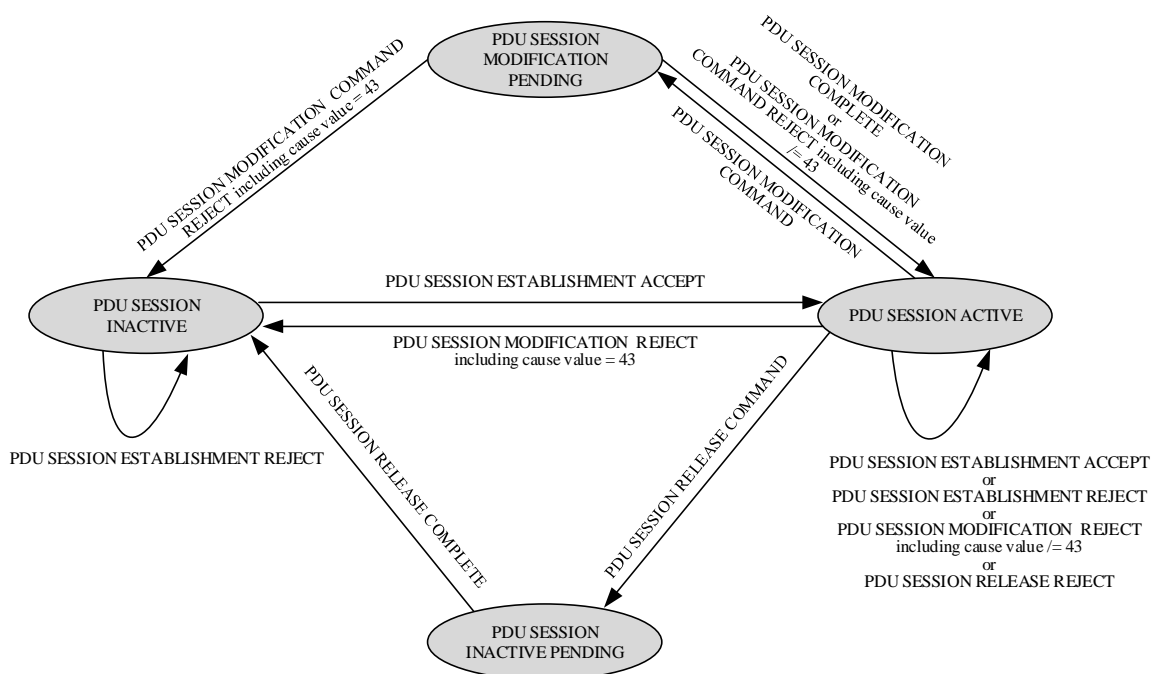 PDU SESSION
MODIFICATION
PENDING
PDU SESSION MODIFICATION  COMMAND
REJECT including cause value = 43
PDU SESSION MODIFICATION
COMPLETE
or
PDU SESSION MODIFICATION
COMMAND REJECT including cause value
/= 43
PDU SESSION MODIFICATION
COMMAND
PDU SESSION
INACTIVE
PDU SESSION ESTABLISHMENT ACCEPT
PDU SESSION MODIFICATION  REJECT
including cause value = 43
PDU SESSION ACTIVE
PDU SESSION ESTABLISHMENT REJECT
PDU SESSION RELEASE COMPLETE
PDU SESSION RELEASE COMMAND
PDU SESSION ESTABLISHMENT ACCEPT
or
PDU SESSION ESTABLISHMENT REJECT
or
PDU SESSION MODIFICATION  REJECT
including cause value /= 43
or
PDU SESSION RELEASE REJECT
PDU SESSION
INACTIVE PENDING